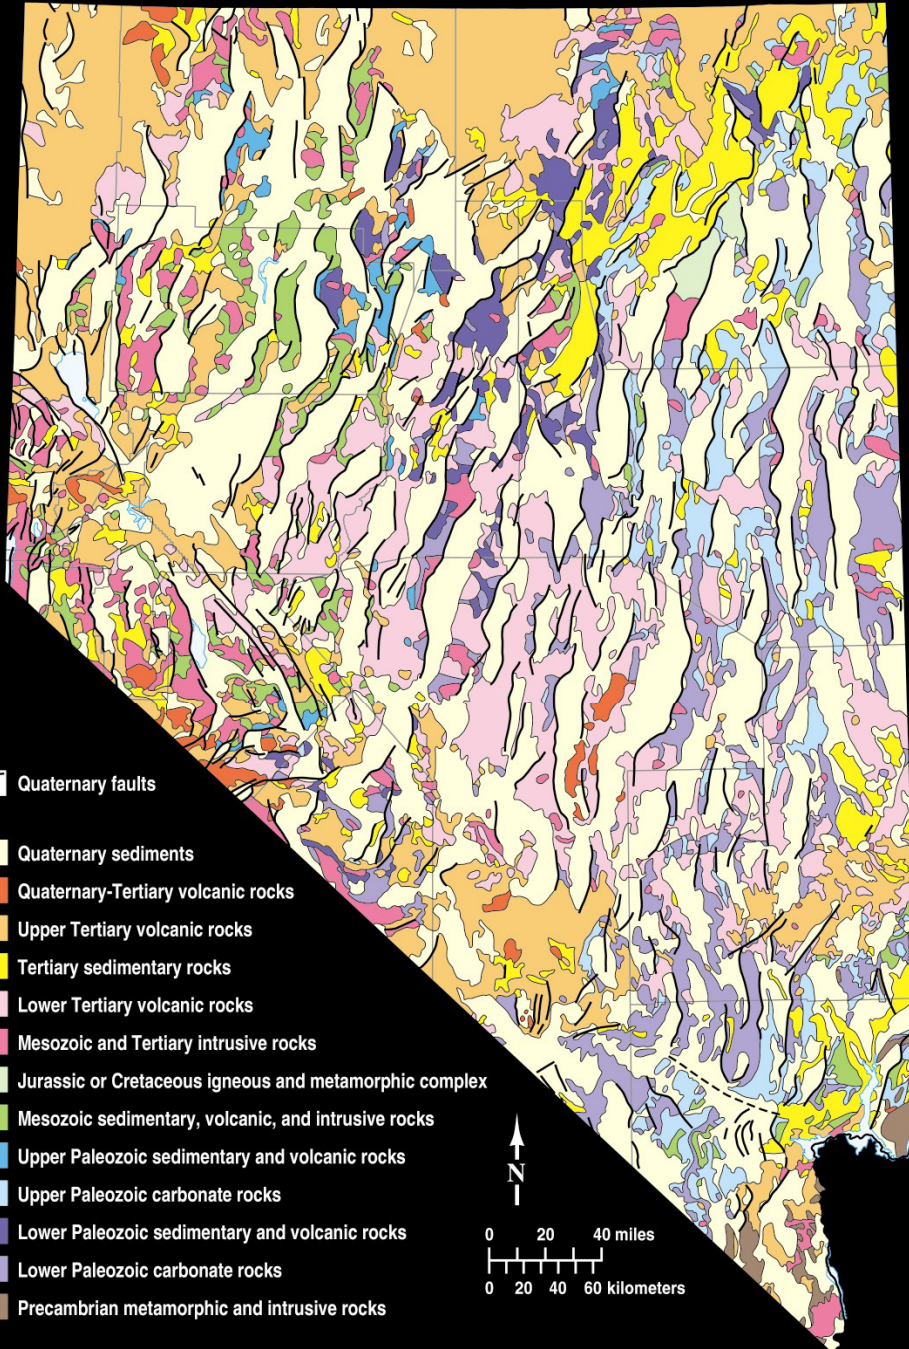 Quaternary faults
Quaternary sediments
Quaternary-Tertiary volcanic rocks
Upper Tertiary volcanic rocks
Tertiary sedimentary rocks
Lower Tertiary volcanic rocks
Mesozoic and Tertiary intrusive rocks
Jurassic or Cretaceous igneous and metamorphic complex
Mesozoic sedimentary, volcanic, and intrusive rocks
Upper Paleozoic sedimentary and volcanic rocks
Upper Paleozoic carbonate rocks
Lower Paleozoic sedimentary and volcanic rocks
Lower Paleozoic carbonate rocks
Precambrian metamorphic and intrusive rocks
N
0 20 40 miles
0 20 40 60 kilometers